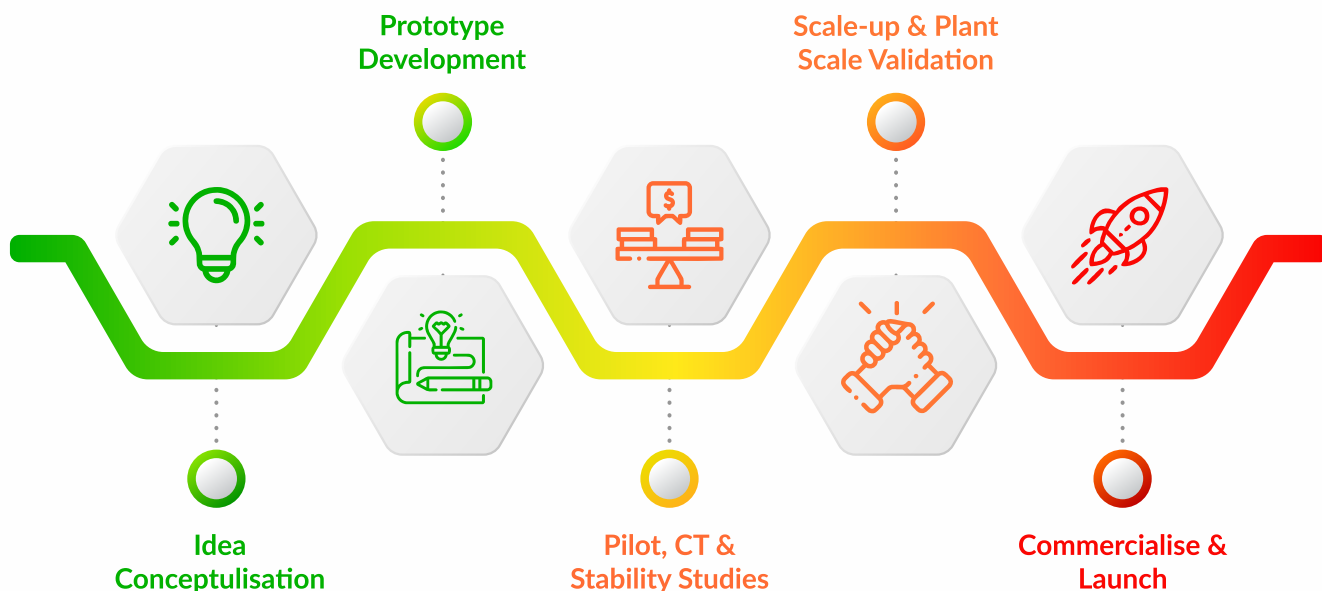 Prototype
Development
Scale-up & Plant
Scale Validation
$
Idea
Conceptulisation
Pilot, CT &
Stability Studies
Commercialise &
Launch